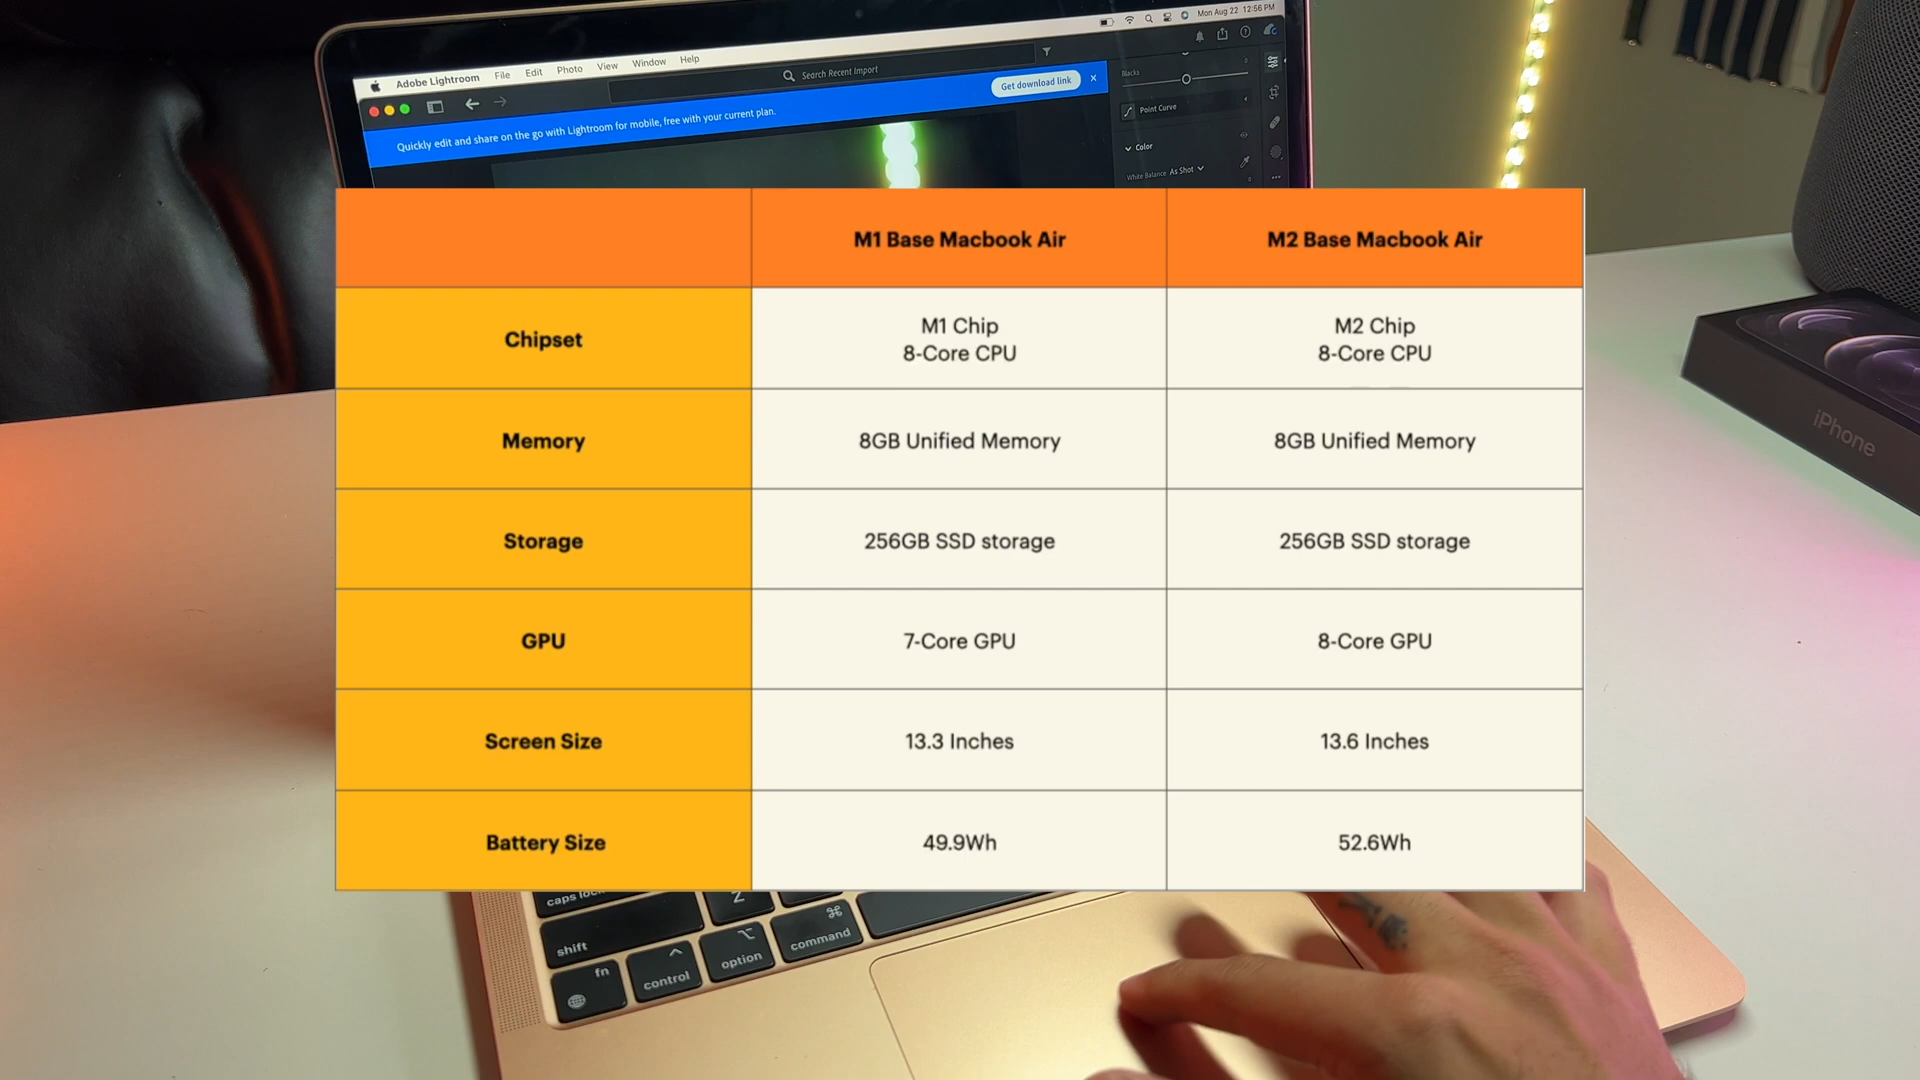 Mon Aug 22 12:56 PM
Adobe Lightroom File Edit Photo View Window Help
Search Recent Import
Quickly edit and share on the go with Lightroom for mobile, free with your current plan.
Get download link
Blacks
0
Point Curve
Color
White Balance As Shot
M1 Base Macbook Air M2 Base Macbook Air
Chipset
M1 Chip
8-Core CPU
M2 Chip
8-Core CPU
Memory 8GB Unified Memory 8GB Unified Memory
Storage 256GB SSD storage 256GB SSD storage
GPU 7-Core GPU 8-Core GPU
Screen Size 13.3 Inches 13.6 Inches
Battery Size 49.9Wh 52.6Wh
iPhone
caps lock
Z
shift
fn
control
option
command